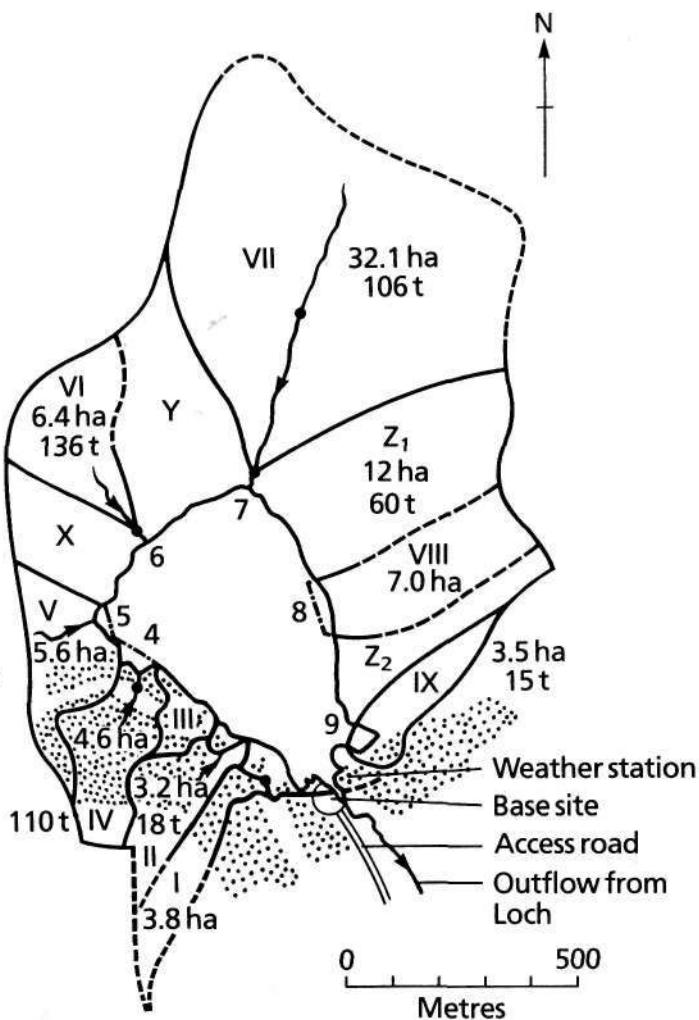 N
VII
32.1 ha
106 t
VI
6.4 ha
136 t
Y
Z1
12 ha
60 t
7
X
6
VIII
7.0 ha
V
5
4
8
5.6 ha
Z2
3.5 ha
15 t
IX
III
4.6 ha
9
3.2 ha
Weather station
Base site
110 t
IV
18 t
II
Access road
I
Outflow from
Loch
3.8 ha
0
500
Metres